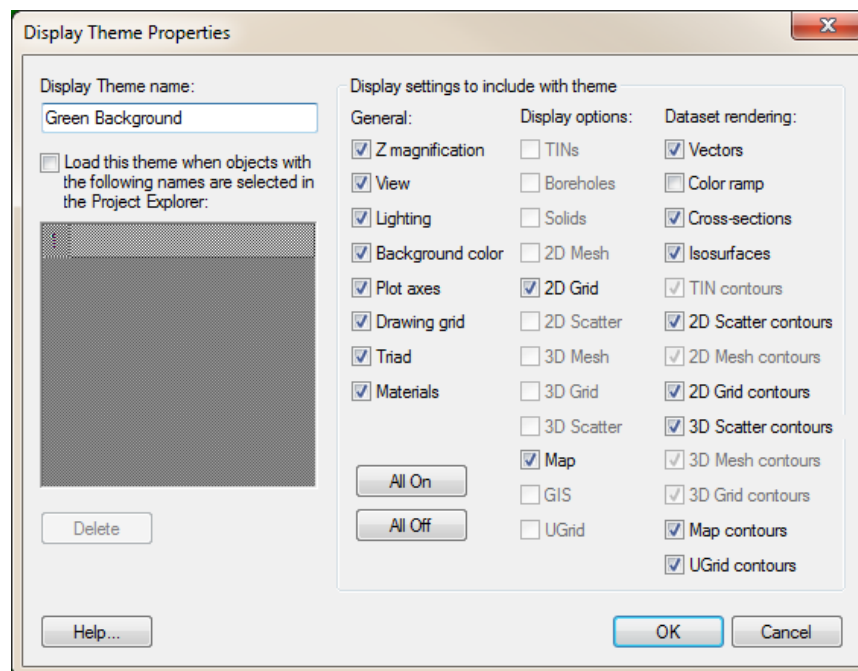 Display Theme Properties
Display Theme name:
Green Background
Load this theme when objects with
the following names are selected in
the Project Explorer:
Delete
Display settings to include with theme
General:
Z magnification
View
Lighting
Background color
Plot axes
Drawing grid
Triad
Materials
All On
All Off
Display options:
TINs
Boreholes
Solids
2D Mesh
2D Grid
2D Scatter
3D Mesh
3D Grid
3D Scatter
Map
GIS
UGrid
Dataset rendering:
Vectors
Color ramp
Cross-sections
Isosurfaces
TIN contours
2D Scatter contours
2D Mesh contours
2D Grid contours
3D Scatter contours
3D Mesh contours
3D Grid contours
Map contours
UGrid contours
Help...
OK
Cancel